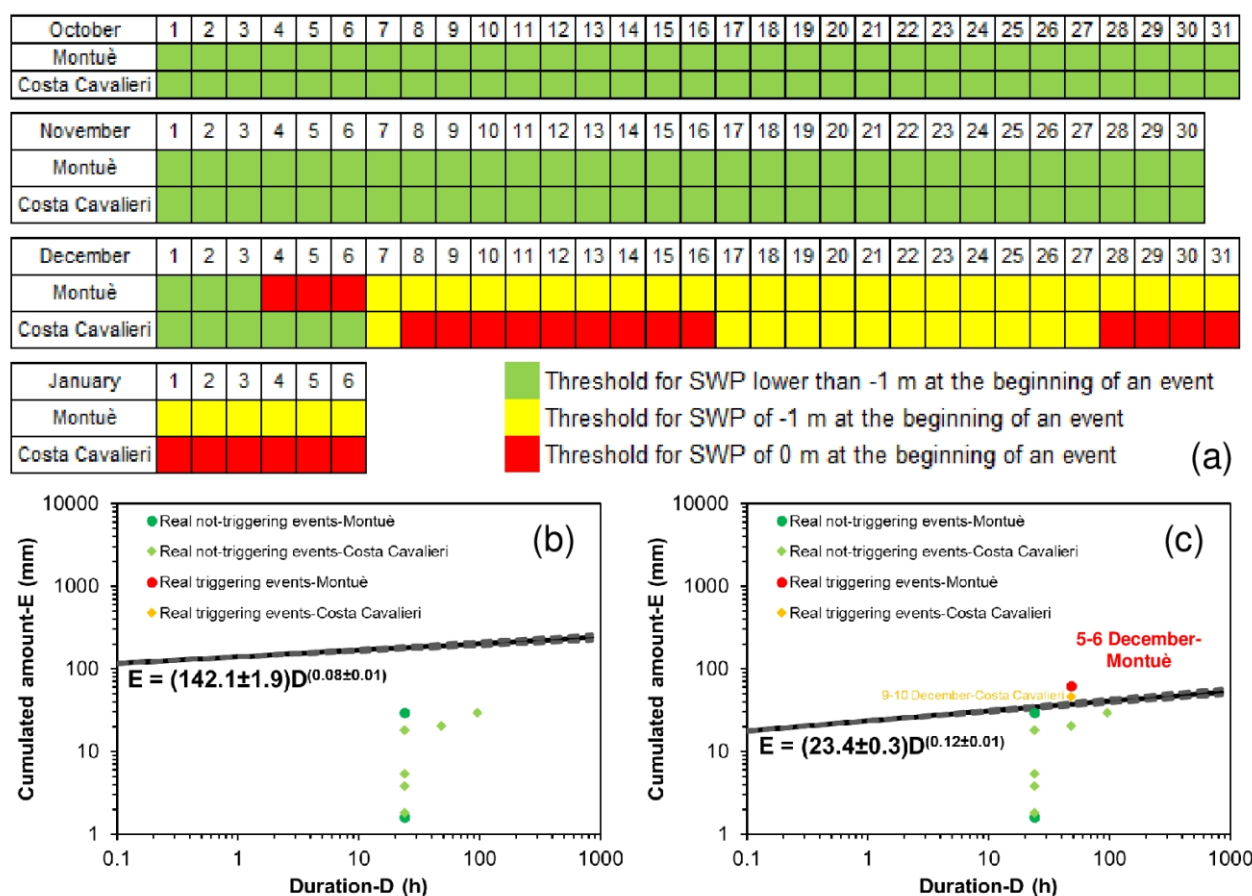 October 1 2 3 4 5 6 7 8 9 10 11 12 13 14 15 16 17 18 19 20 21 22 23 24 25 26 27 28 29 30 31
Montuè
Costa Cavalieri
November 1 2 3 4 5 6 7 8 9 10 11 12 13 14 15 16 17 18 19 20 21 22 23 24 25 26 27 28 29 30
Montuè
Costa Cavalieri
December 1 2 3 4 5 6 7 8 9 10 11 12 13 14 15 16 17 18 19 20 21 22 23 24 25 26 27 28 29 30 31
Montuè
Costa Cavalieri
January 1 2 3 4 5 6
Montuè
Costa Cavalieri
Threshold for SWP lower than -1 m at the beginning of an event
Threshold for SWP of -1 m at the beginning of an event
Threshold for SWP of 0 m at the beginning of an event
(a)
Cumulated amount-E (mm)
10000
1000
100
10
1
Real not-triggering events-Montuè
Real not-triggering events-Costa Cavalieri
Real triggering events-Montuè
Real triggering events-Costa Cavalieri
(b)
E = (142.1±1.9)D(0.08±0.01)
0.1 1 10 100 1000
Duration-D (h)
Cumulated amount-E (mm)
10000
1000
100
10
1
Real not-triggering events-Montuè
Real not-triggering events-Costa Cavalieri
Real triggering events-Montuè
Real triggering events-Costa Cavalieri
(c)
5-6 December-
Montuè
9-10 December-Costa Cavalieri
E = (23.4±0.3)D(0.12±0.01)
0.1 1 10 100 1000
Duration-D (h)